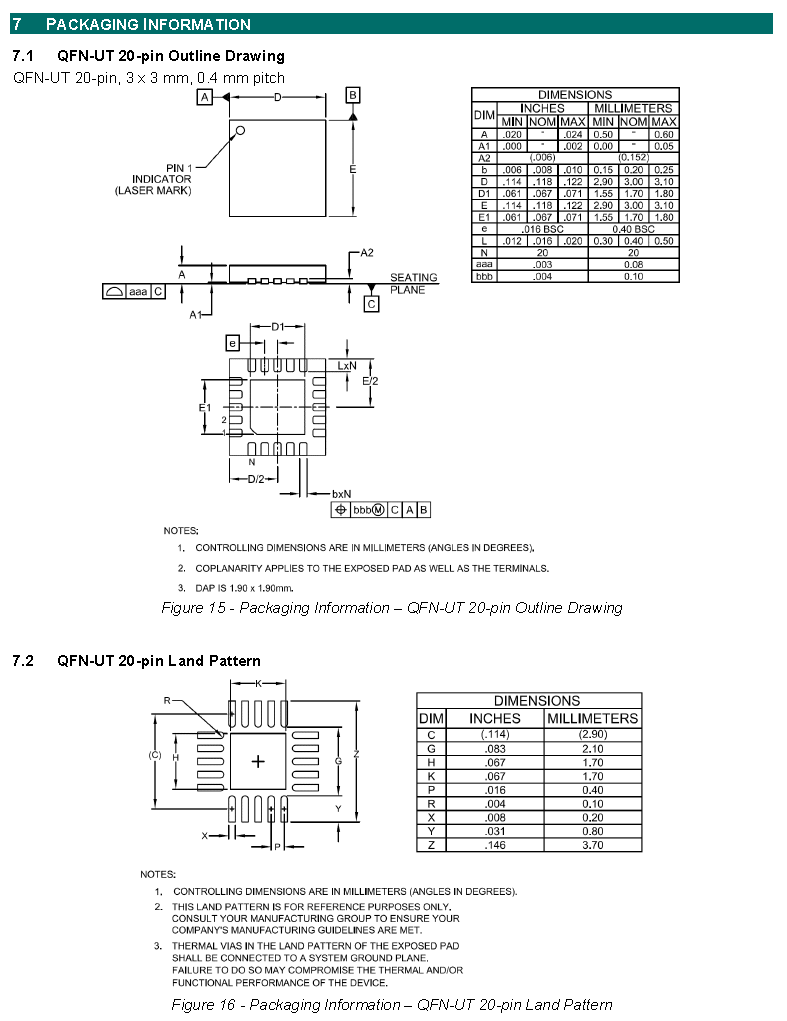 7 PACKAGING INFORMATION
7.1 QFN-UT 20-pin Outline Drawing
QFN-UT 20-pin, 3 x 3 mm, 0.4 mm pitch
A D B
PIN 1
INDICATOR
(LASER MARK)
E
A A2
aaa C
SEATING
PLANE
C
A1
D1
e
LxN
E/2
E1
2
1
N
D/2
bxN
bbbⓂ C A B
DIMENSIONS
DIM INCHES MILLIMETERS
MIN NOM MAX MIN NOM MAX
A .020 - .024 0.50 - 0.60
A1 .000 - .002 0.00 - 0.05
A2 (.006) (0.152)
b .006 .008 .010 0.15 0.20 0.25
D .114 .118 .122 2.90 3.00 3.10
D1 .061 .067 .071 1.55 1.70 1.80
E .114 .118 .122 2.90 3.00 3.10
E1 .061 .067 .071 1.55 1.70 1.80
e .016 BSC 0.40 BSC
L .012 .016 .020 0.30 0.40 0.50
N 20 20
aaa .003 0.08
bbb .004 0.10
NOTES:
1. CONTROLLING DIMENSIONS ARE IN MILLIMETERS (ANGLES IN DEGREES).
2. COPLANARITY APPLIES TO THE EXPOSED PAD AS WELL AS THE TERMINALS.
3. DAP IS 1.90 x 1.90mm.
Figure 15 - Packaging Information – QFN-UT 20-pin Outline Drawing
7.2 QFN-UT 20-pin Land Pattern
K
R
(C) H G Z
Y
X
P
DIMENSIONS
DIM INCHES MILLIMETERS
C (.114) (2.90)
G .083 2.10
H .067 1.70
K .067 1.70
P .016 0.40
R .004 0.10
X .008 0.20
Y .031 0.80
Z .146 3.70
NOTES:
1. CONTROLLING DIMENSIONS ARE IN MILLIMETERS (ANGLES IN DEGREES).
2. THIS LAND PATTERN IS FOR REFERENCE PURPOSES ONLY.
CONSULT YOUR MANUFACTURING GROUP TO ENSURE YOUR
COMPANY'S MANUFACTURING GUIDELINES ARE MET.
3. THERMAL VIAS IN THE LAND PATTERN OF THE EXPOSED PAD
SHALL BE CONNECTED TO A SYSTEM GROUND PLANE.
FAILURE TO DO SO MAY COMPROMISE THE THERMAL AND/OR
FUNCTIONAL PERFORMANCE OF THE DEVICE.
Figure 16 - Packaging Information – QFN-UT 20-pin Land Pattern